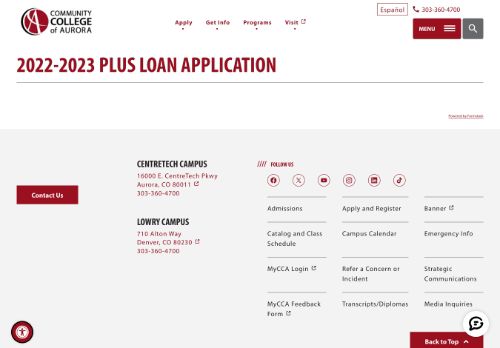 COMMUNITY
COLLEGE
of AURORA
Apply
Get Info
Programs
Visit
Español
303-360-4700
MENU
2022-2023 PLUS LOAN APPLICATION
Contact Us
CENTRETECH CAMPUS
16000 E. CentreTech Pkwy
Aurora, CO 80011
303-360-4700
LOWRY CAMPUS
710 Alton Way
Denver, CO 80230
303-360-4700
//// FOLLOW US
Admissions
Apply and Register
Banner
Catalog and Class
Schedule
Campus Calendar
Emergency Info
MyCCA Login
Refer a Concern or
Incident
Strategic
Communications
MyCCA Feedback
Form
Transcripts/Diplomas
Media Inquiries
Back to Top